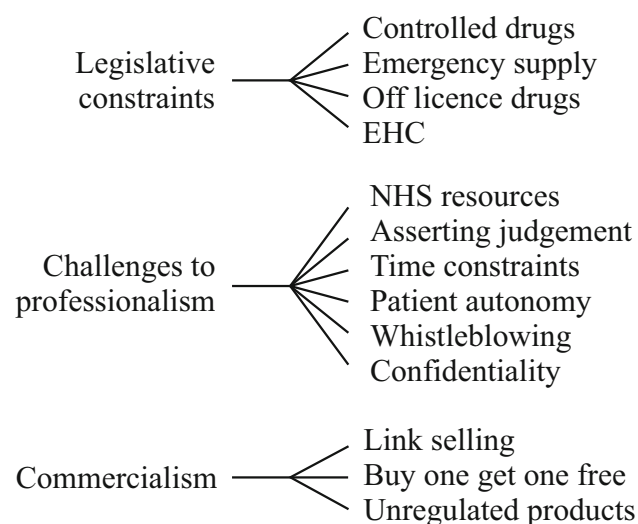 Legislative
constraints
Controlled drugs
Emergency supply
Off licence drugs
EHC
Challenges to
professionalism
NHS resources
Asserting judgement
Time constraints
Patient autonomy
Whistleblowing
Confidentiality
Commercialism
Link selling
Buy one get one free
Unregulated products